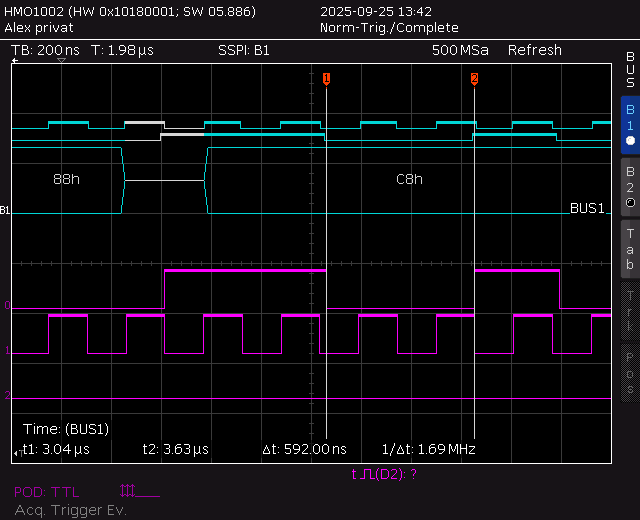 HMO1002 (HW 0x10180001; SW 05.886)
2025-09-25 13:42
Alex privat
Norm-Trig./Complete
TB: 200 ns T: 1.98 µs SSPI: B1 500 MSa Refresh
BUS
B1
B2
Tab
Trl
Pos
1 2
88h
C8h
B1
BUS1
0
1
2
Time: (BUS1)
t1: 3.04 µs t2: 3.63 µs Δt: 592.00 ns 1/Δt: 1.69 MHz
t (D2): ?
POD: TTL
Acq. Trigger Ev.